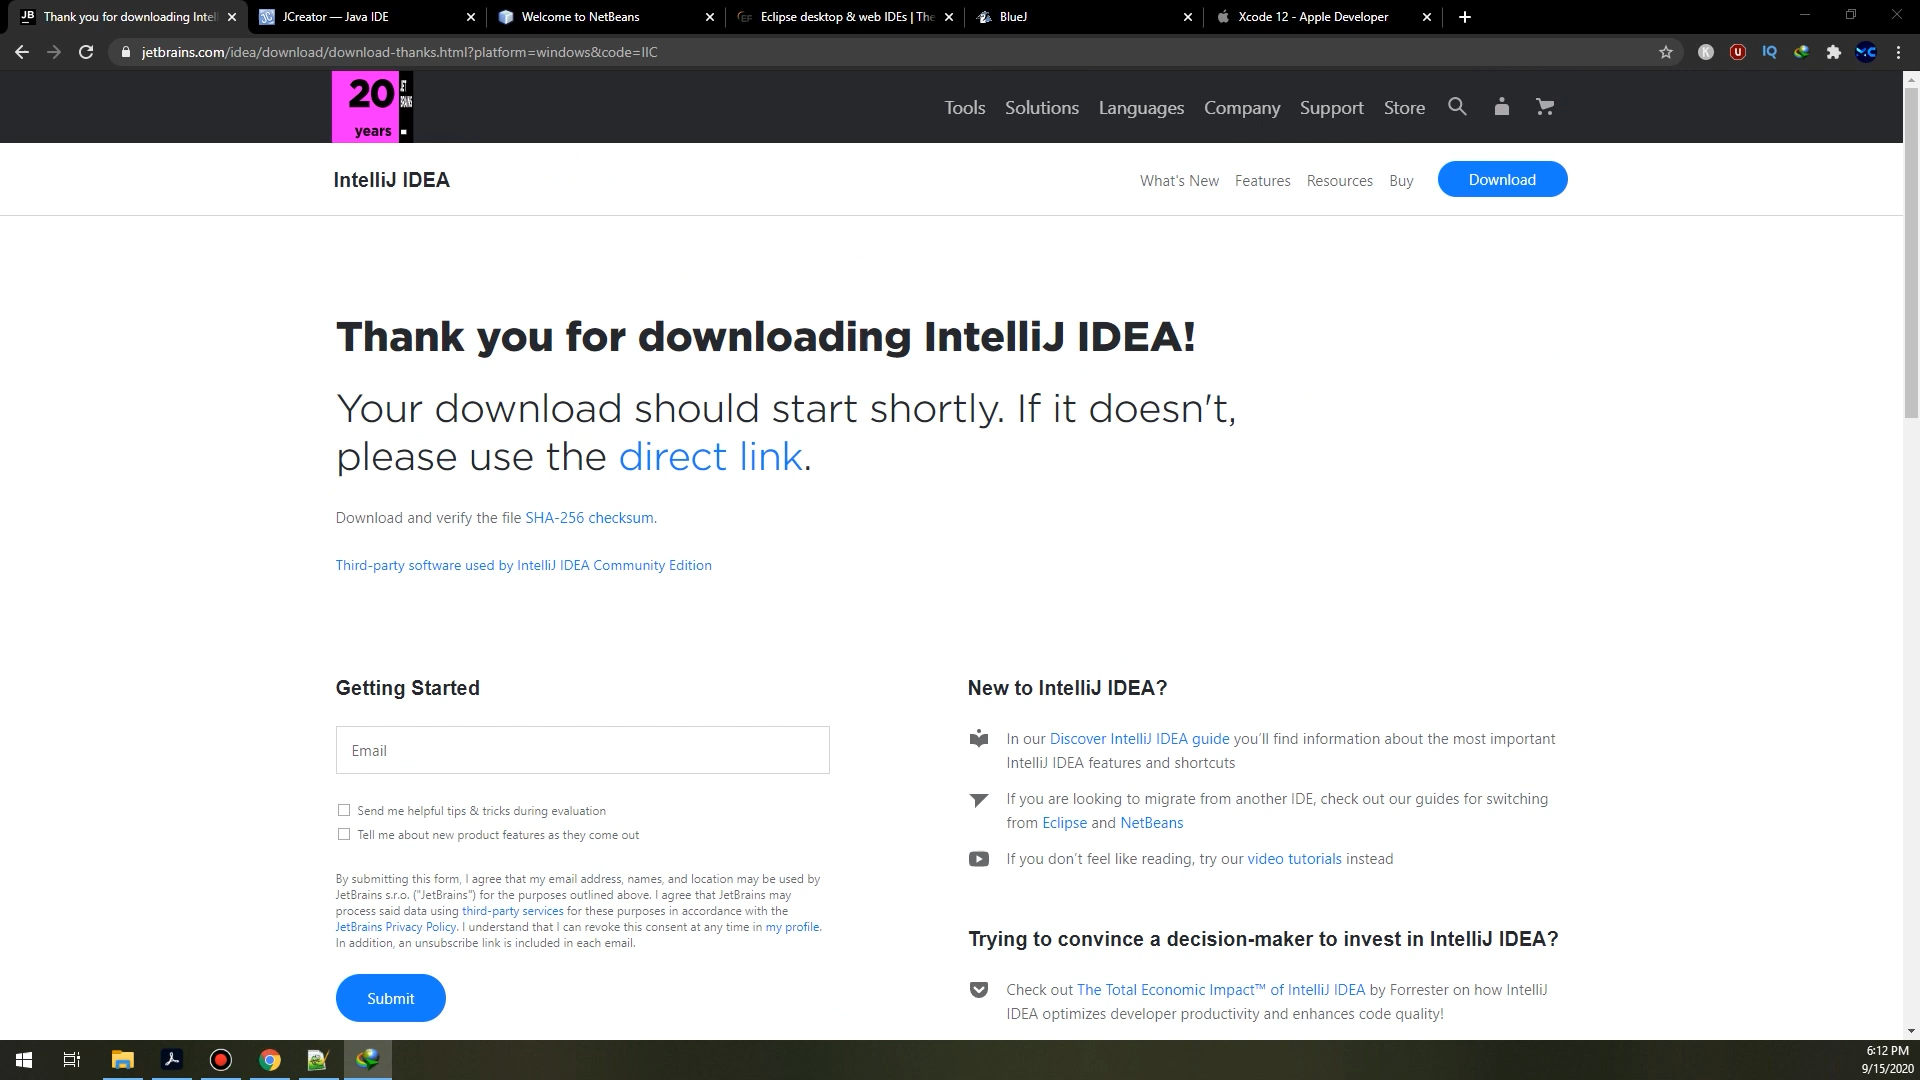 Thank you for downloading Intel
JCreator — Java IDE
Welcome to NetBeans
Eclipse desktop & web IDEs | The
BlueJ
Xcode 12 - Apple Developer
jetbrains.com/idea/download/download-thanks.html?platform=windows&code=IIC
20
years
JET
BRAINS
Tools
Solutions
Languages
Company
Support
Store
IntelliJ IDEA
What's New
Features
Resources
Buy
Download
Thank you for downloading IntelliJ IDEA!
Your download should start shortly. If it doesn't,
please use the direct link.
Download and verify the file SHA-256 checksum.
Third-party software used by IntelliJ IDEA Community Edition
Getting Started
Email
Send me helpful tips & tricks during evaluation
Tell me about new product features as they come out
By submitting this form, I agree that my email address, names, and location may be used by
JetBrains s.r.o. ("JetBrains") for the purposes outlined above. I agree that JetBrains may
process said data using third-party services for these purposes in accordance with the
JetBrains Privacy Policy. I understand that I can revoke this consent at any time in my profile.
In addition, an unsubscribe link is included in each email.
Submit
New to IntelliJ IDEA?
In our Discover IntelliJ IDEA guide you'll find information about the most important
IntelliJ IDEA features and shortcuts
If you are looking to migrate from another IDE, check out our guides for switching
from Eclipse and NetBeans
If you don't feel like reading, try our video tutorials instead
Trying to convince a decision-maker to invest in IntelliJ IDEA?
Check out The Total Economic Impact™ of IntelliJ IDEA by Forrester on how IntelliJ
IDEA optimizes developer productivity and enhances code quality!
6:12 PM
9/15/2020